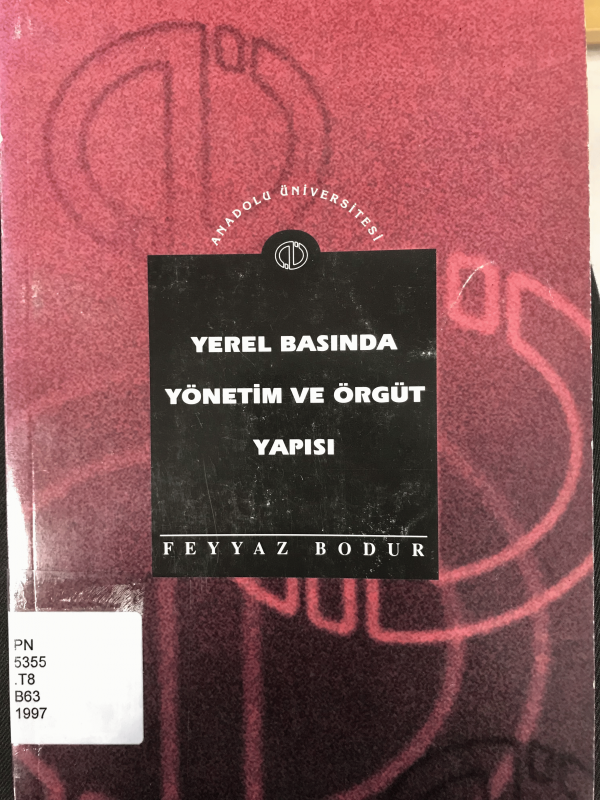 ANADOLU ÜNİVERSİTESİ
YEREL BASINDA
YÖNETİM VE ÖRGÜT
YAPISI
FEYYAZ BODUR
PN
5355
.T8
B63
1997